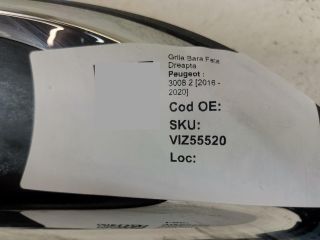 Grila Bara Fata
Dreapta
Peugeot :
3008 2 [2016 -
2020]
Cod OE:
SKU:
VIZ55520
Loc: